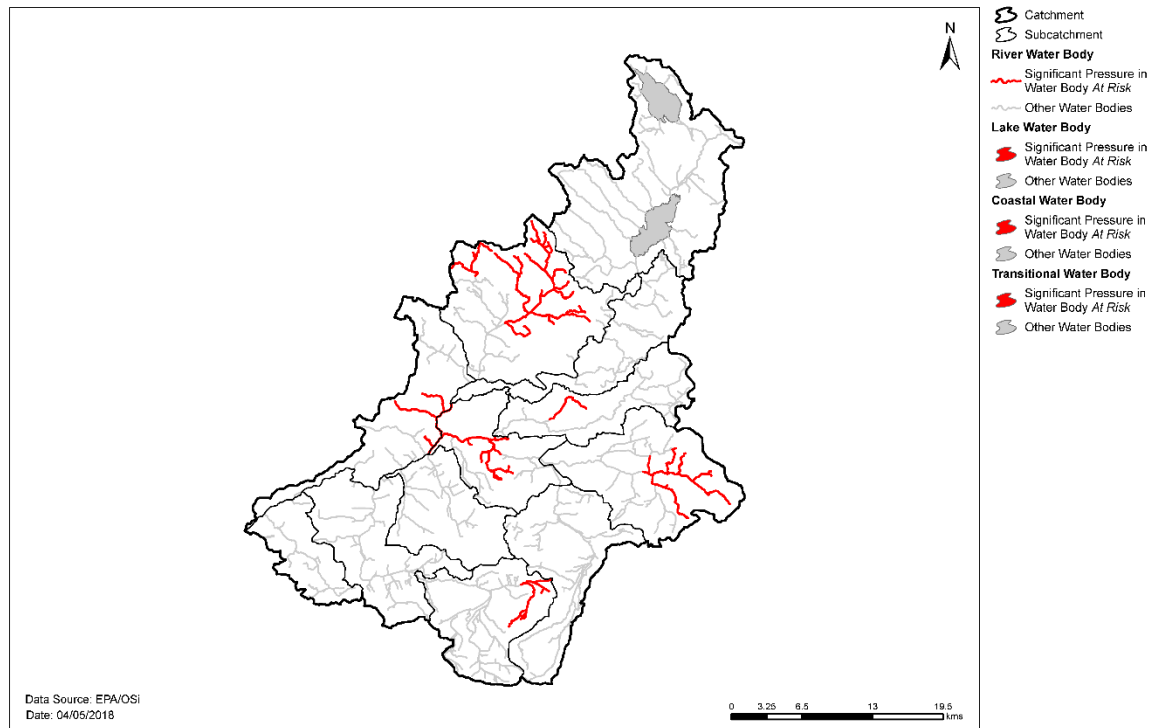 N
Catchment
Subcatchment
River Water Body
Significant Pressure in
Water Body At Risk
Other Water Bodies
Lake Water Body
Significant Pressure in
Water Body At Risk
Other Water Bodies
Coastal Water Body
Significant Pressure in
Water Body At Risk
Other Water Bodies
Transitional Water Body
Significant Pressure in
Water Body At Risk
Other Water Bodies
Data Source: EPA/OSi
Date: 04/05/2018
0 3.25 6.5 13 19.5
kms